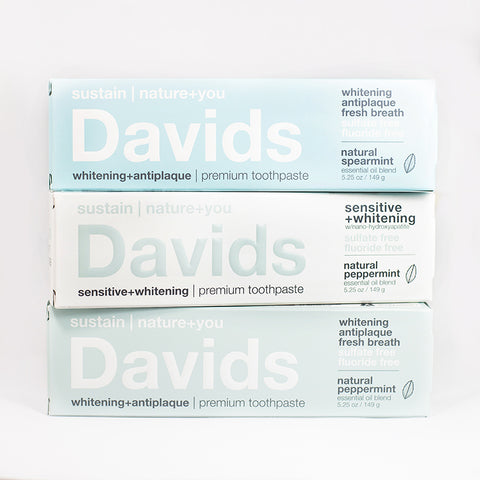 sustain | nature+you
Davids
whitening+antiplaque | premium toothpaste
whitening
antiplaque
fresh breath
sulfate free
fluoride free
natural
spearmint
essential oil blend
5.25 oz / 149 g
sustain | nature+you
Davids
sensitive+whitening | premium toothpaste
sensitive
+whitening
w/nano-hydroxyapatite
sulfate free
fluoride free
natural
peppermint
essential oil blend
5.25 oz / 149 g
sustain | nature+you
Davids
whitening+antiplaque | premium toothpaste
whitening
antiplaque
fresh breath
sulfate free
fluoride free
natural
peppermint
essential oil blend
5.25 oz / 149 g